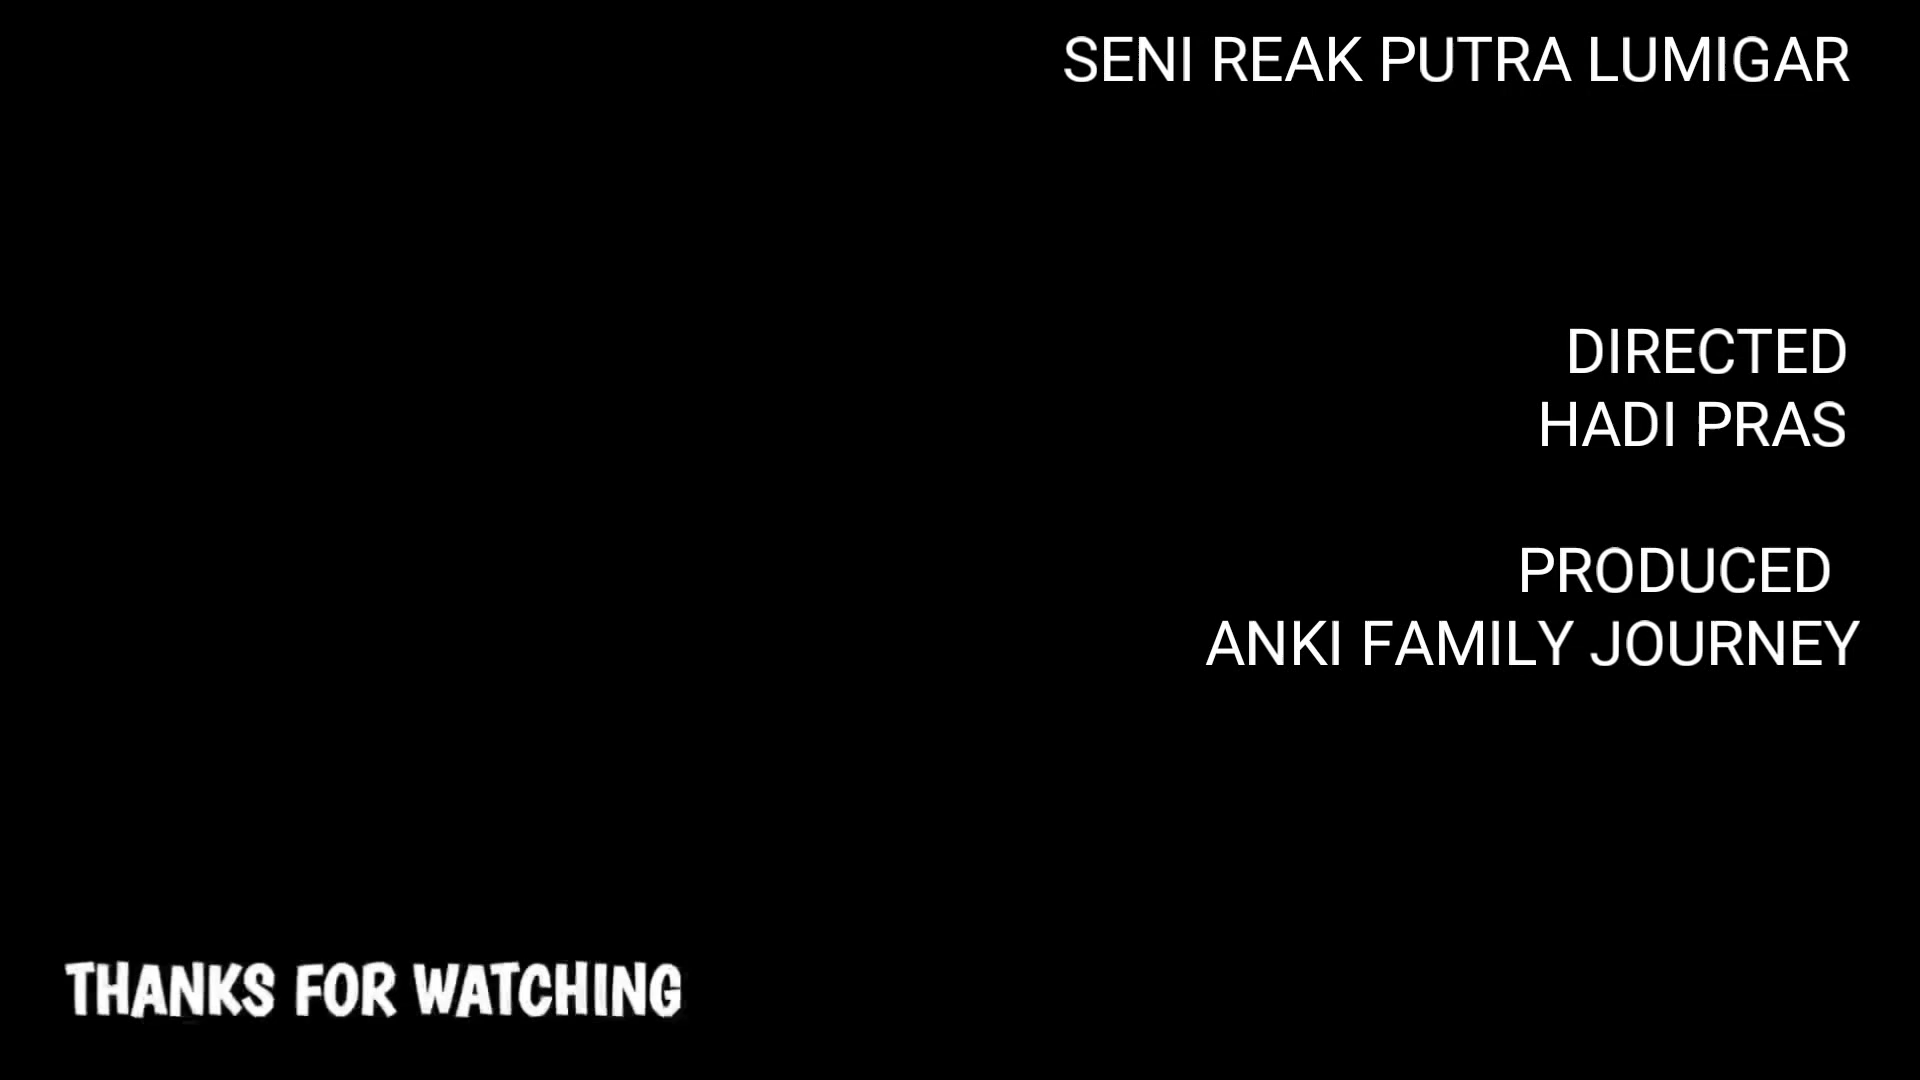 SENI REAK PUTRA LUMIGAR
DIRECTED
HADI PRAS
PRODUCED
ANKI FAMILY JOURNEY
THANKS FOR WATCHING